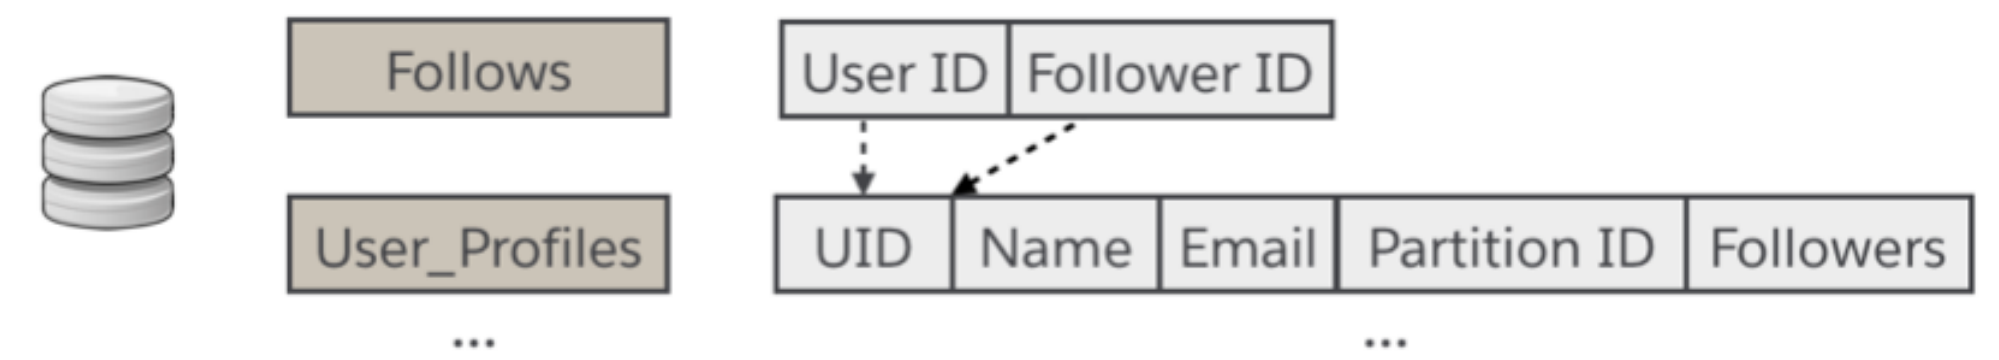 Follows User ID Follower ID
User_Profiles UID Name Email Partition ID Followers
... ...